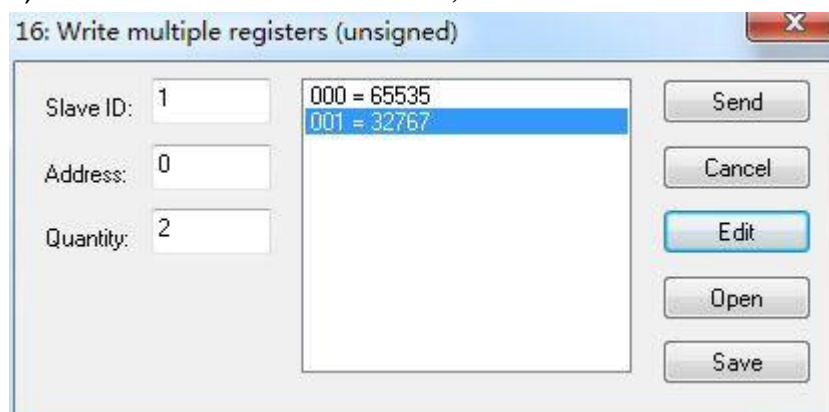 16: Write multiple registers (unsigned)
X
Slave ID: 1
Address: 0
Quantity: 2
000 = 65535
001 = 32767
Send
Cancel
Edit
Open
Save